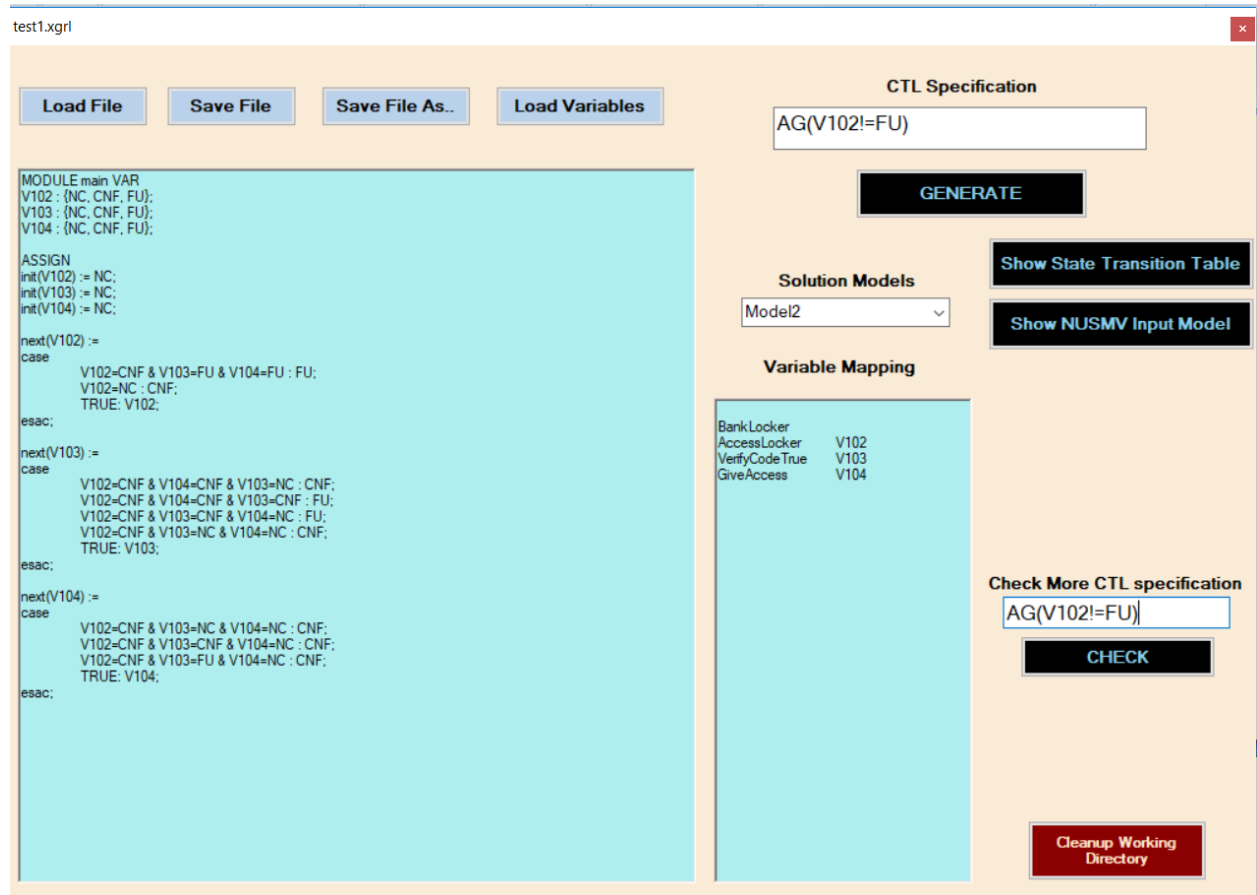 test1.xgrl
Load File
Save File
Save File As..
Load Variables
CTL Specification
AG(V102!=FU)
GENERATE
MODULE main VAR
V102 : {NC, CNF, FU};
V103 : {NC, CNF, FU};
V104 : {NC, CNF, FU};
ASSIGN
init(V102) := NC;
init(V103) := NC;
init(V104) := NC;
next(V102) :=
case
V102=CNF & V103=FU & V104=FU : FU;
V102=NC : CNF;
TRUE: V102;
esac;
next(V103) :=
case
V102=CNF & V104=CNF & V103=NC : CNF;
V102=CNF & V104=CNF & V103=CNF : FU;
V102=CNF & V103=CNF & V104=NC : FU;
V102=CNF & V103=NC & V104=NC : CNF;
TRUE: V103;
esac;
next(V104) :=
case
V102=CNF & V103=NC & V104=NC : CNF;
V102=CNF & V103=CNF & V104=NC : CNF;
V102=CNF & V103=FU & V104=NC : CNF;
TRUE: V104;
esac;
Show State Transition Table
Solution Models
Model2
Show NUSMV Input Model
Variable Mapping
BankLocker
AccessLocker V102
VerifyCodeTrue V103
GiveAccess V104
Check More CTL specification
AG(V102!=FU)
CHECK
Cleanup Working
Directory